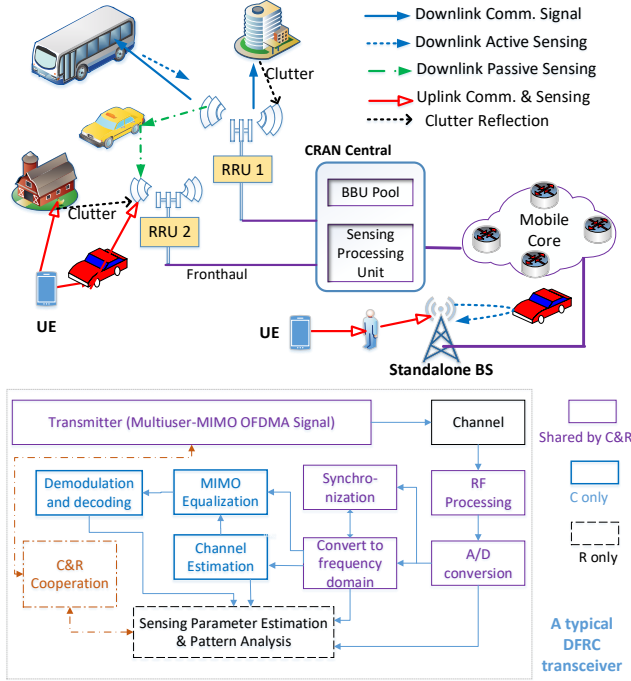 Downlink Comm. Signal
Downlink Active Sensing
Downlink Passive Sensing
Uplink Comm. & Sensing
Clutter Reflection
Clutter
RRU 1
CRAN Central
BBU Pool
Sensing
Processing
Unit
Mobile
Core
Clutter
RRU 2
Fronthaul
UE
UE
Standalone BS
Transmitter (Multiuser-MIMO OFDMA Signal)
Channel
Shared by C&R
Demodulation
and decoding
MIMO
Equalization
Synchro-
nization
RF
Processing
C only
C&R
Cooperation
Channel
Estimation
Convert to
frequency
domain
A/D
conversion
R only
Sensing Parameter Estimation
& Pattern Analysis
A typical
DFRC
transceiver